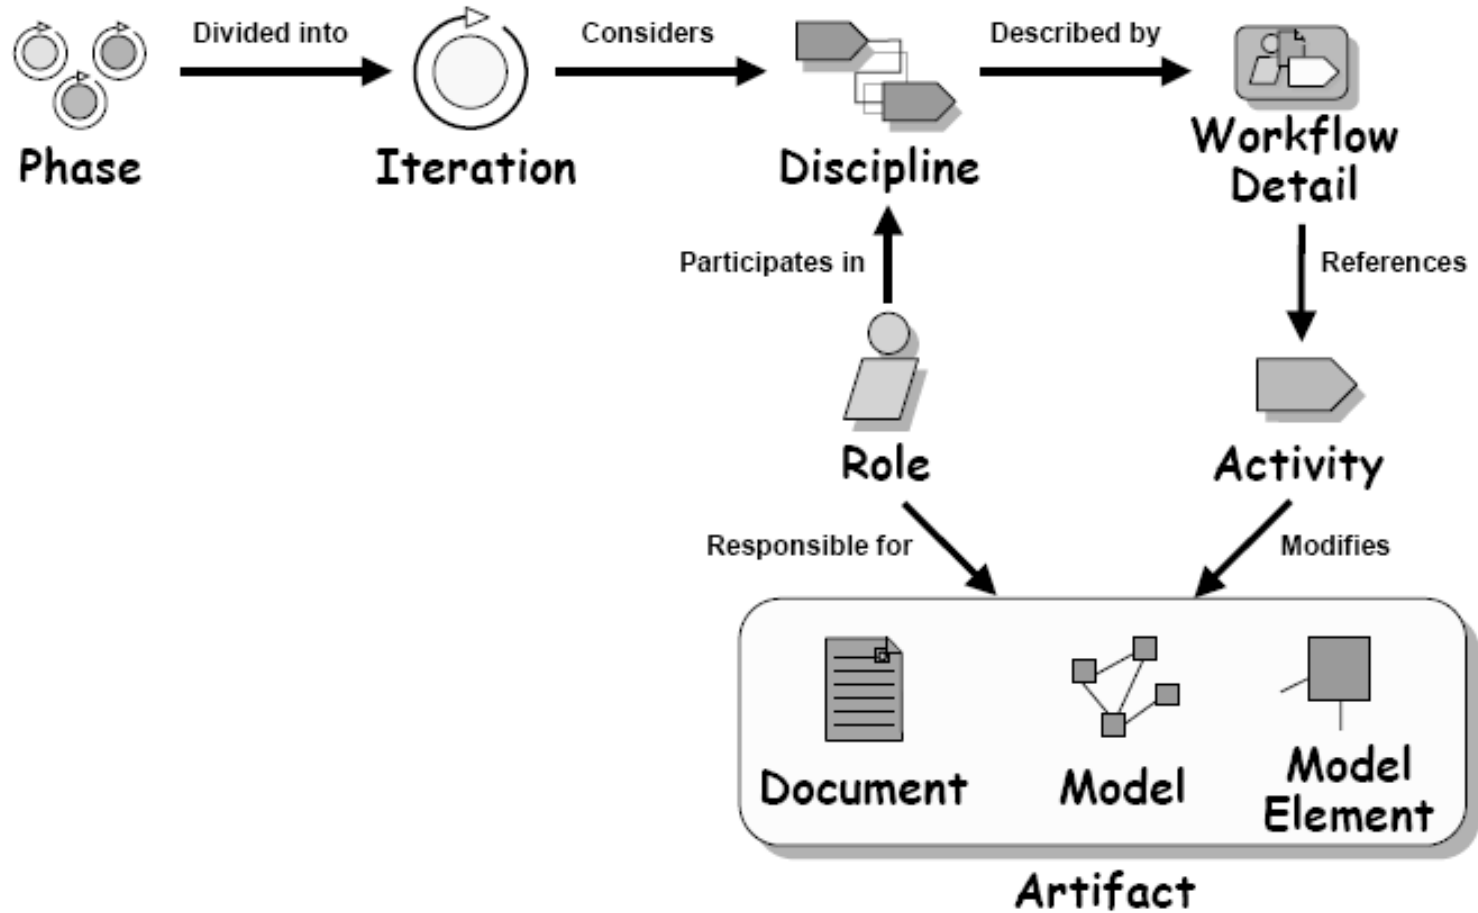 Divided into
Considers
Described by
Phase
Iteration
Discipline
Workflow
Detail
Participates in
References
Role
Activity
Responsible for
Modifies
Document
Model
Model
Element
Artifact